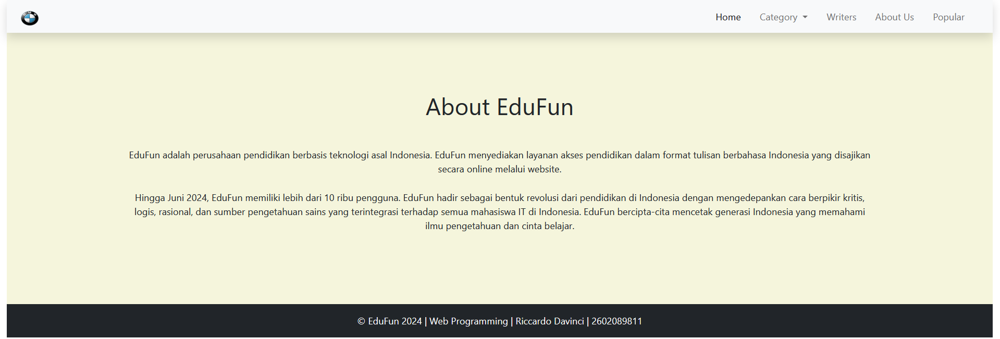 BMW
Home Category Writers About Us Popular
About EduFun
EduFun adalah perusahaan pendidikan berbasis teknologi asal Indonesia. EduFun menyediakan layanan akses pendidikan dalam format tulisan berbahasa Indonesia yang disajikan
secara online melalui website.
Hingga Juni 2024, EduFun memiliki lebih dari 10 ribu pengguna. EduFun hadir sebagai bentuk revolusi dari pendidikan di Indonesia dengan mengedepankan cara berpikir kritis,
logis, rasional, dan sumber pengetahuan sains yang terintegrasi terhadap semua mahasiswa IT di Indonesia. EduFun bercipta-cita mencetak generasi Indonesia yang memahami
ilmu pengetahuan dan cinta belajar.
© EduFun 2024 | Web Programming | Riccardo Davinci | 2602089811